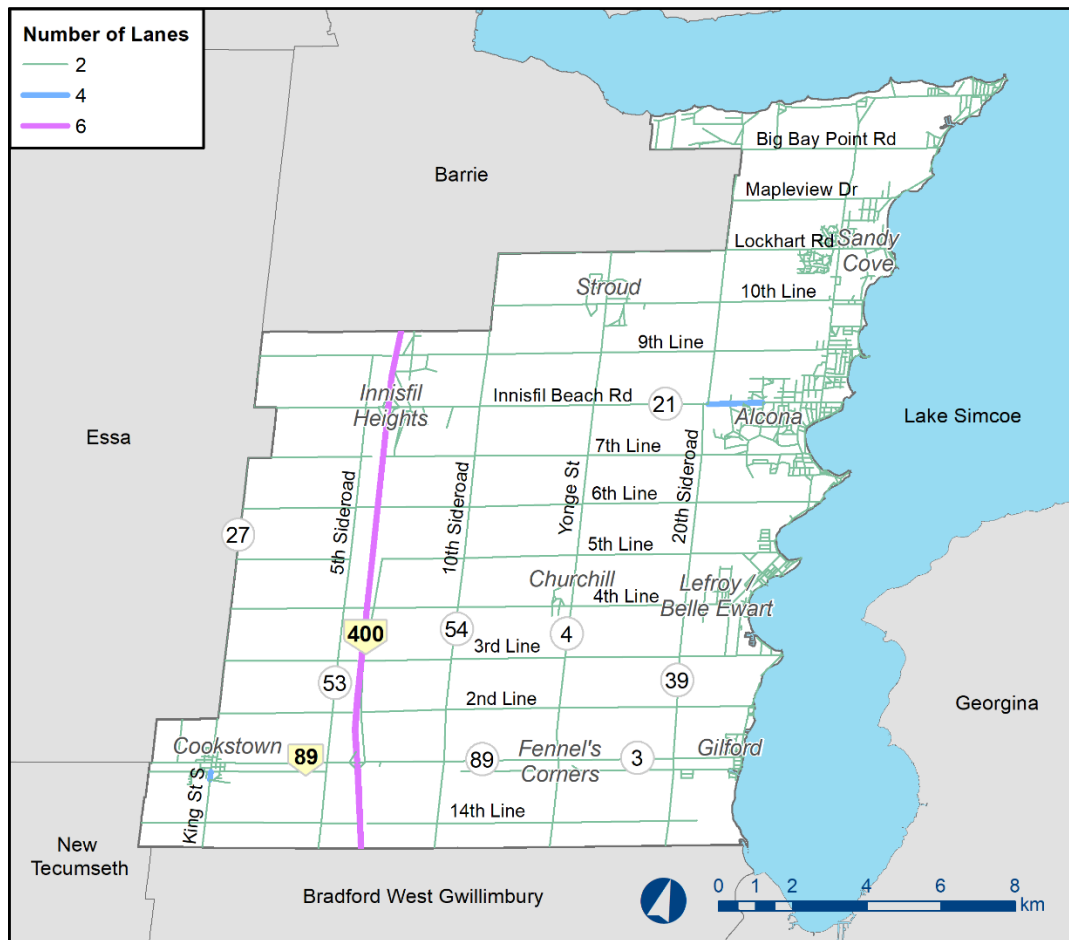 Number of Lanes
2
4
6
Big Bay Point Rd
Barrie
Mapleview Dr
Lockhart Rd
Sandy
Cove
Stroud
10th Line
9th Line
Innisfil
Heights
Innisfil Beach Rd
21
Alcona
Lake Simcoe
Essa
7th Line
6th Line
27
5th Sideroad
10th Sideroad
Yonge St
20th Sideroad
5th Line
Churchill
4th Line
Lefroy /
Belle Ewart
400
54
4
3rd Line
53
39
2nd Line
Georgina
Cookstown
89
89
Fennel's
Corners
3
Gilford
King St S
14th Line
New
Tecumseth
Bradford West Gwillimbury
0 1 2 4 6 8
km